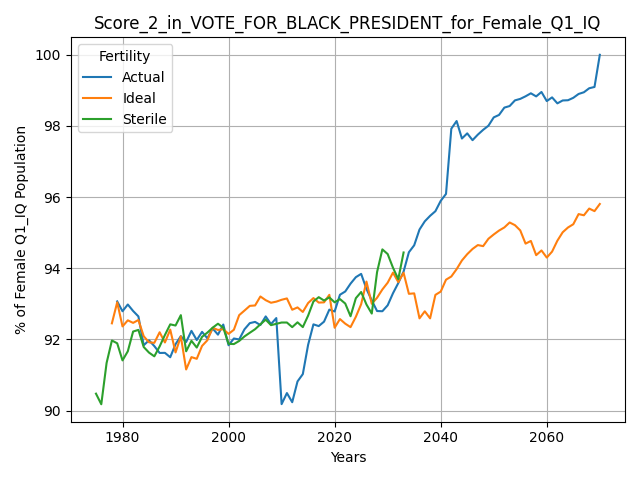 Score_2_in_VOTE_FOR_BLACK_PRESIDENT_for_Female_Q1_IQ
Fertility
Actual
Ideal
Sterile
% of Female Q1_IQ Population
100
98
96
94
92
90
1980
2000
2020
2040
2060
Years